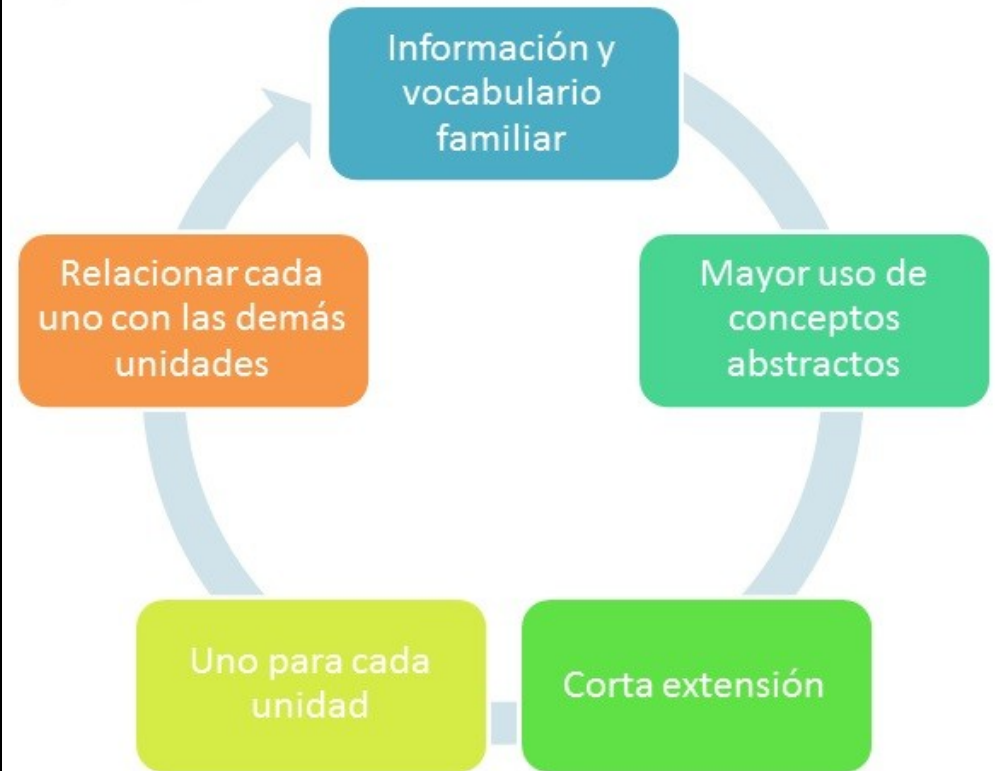 Información y
vocabulario
familiar
Mayor uso de
conceptos
abstractos
Corta extensión
Uno para cada
unidad
Relacionar cada
uno con las demás
unidades